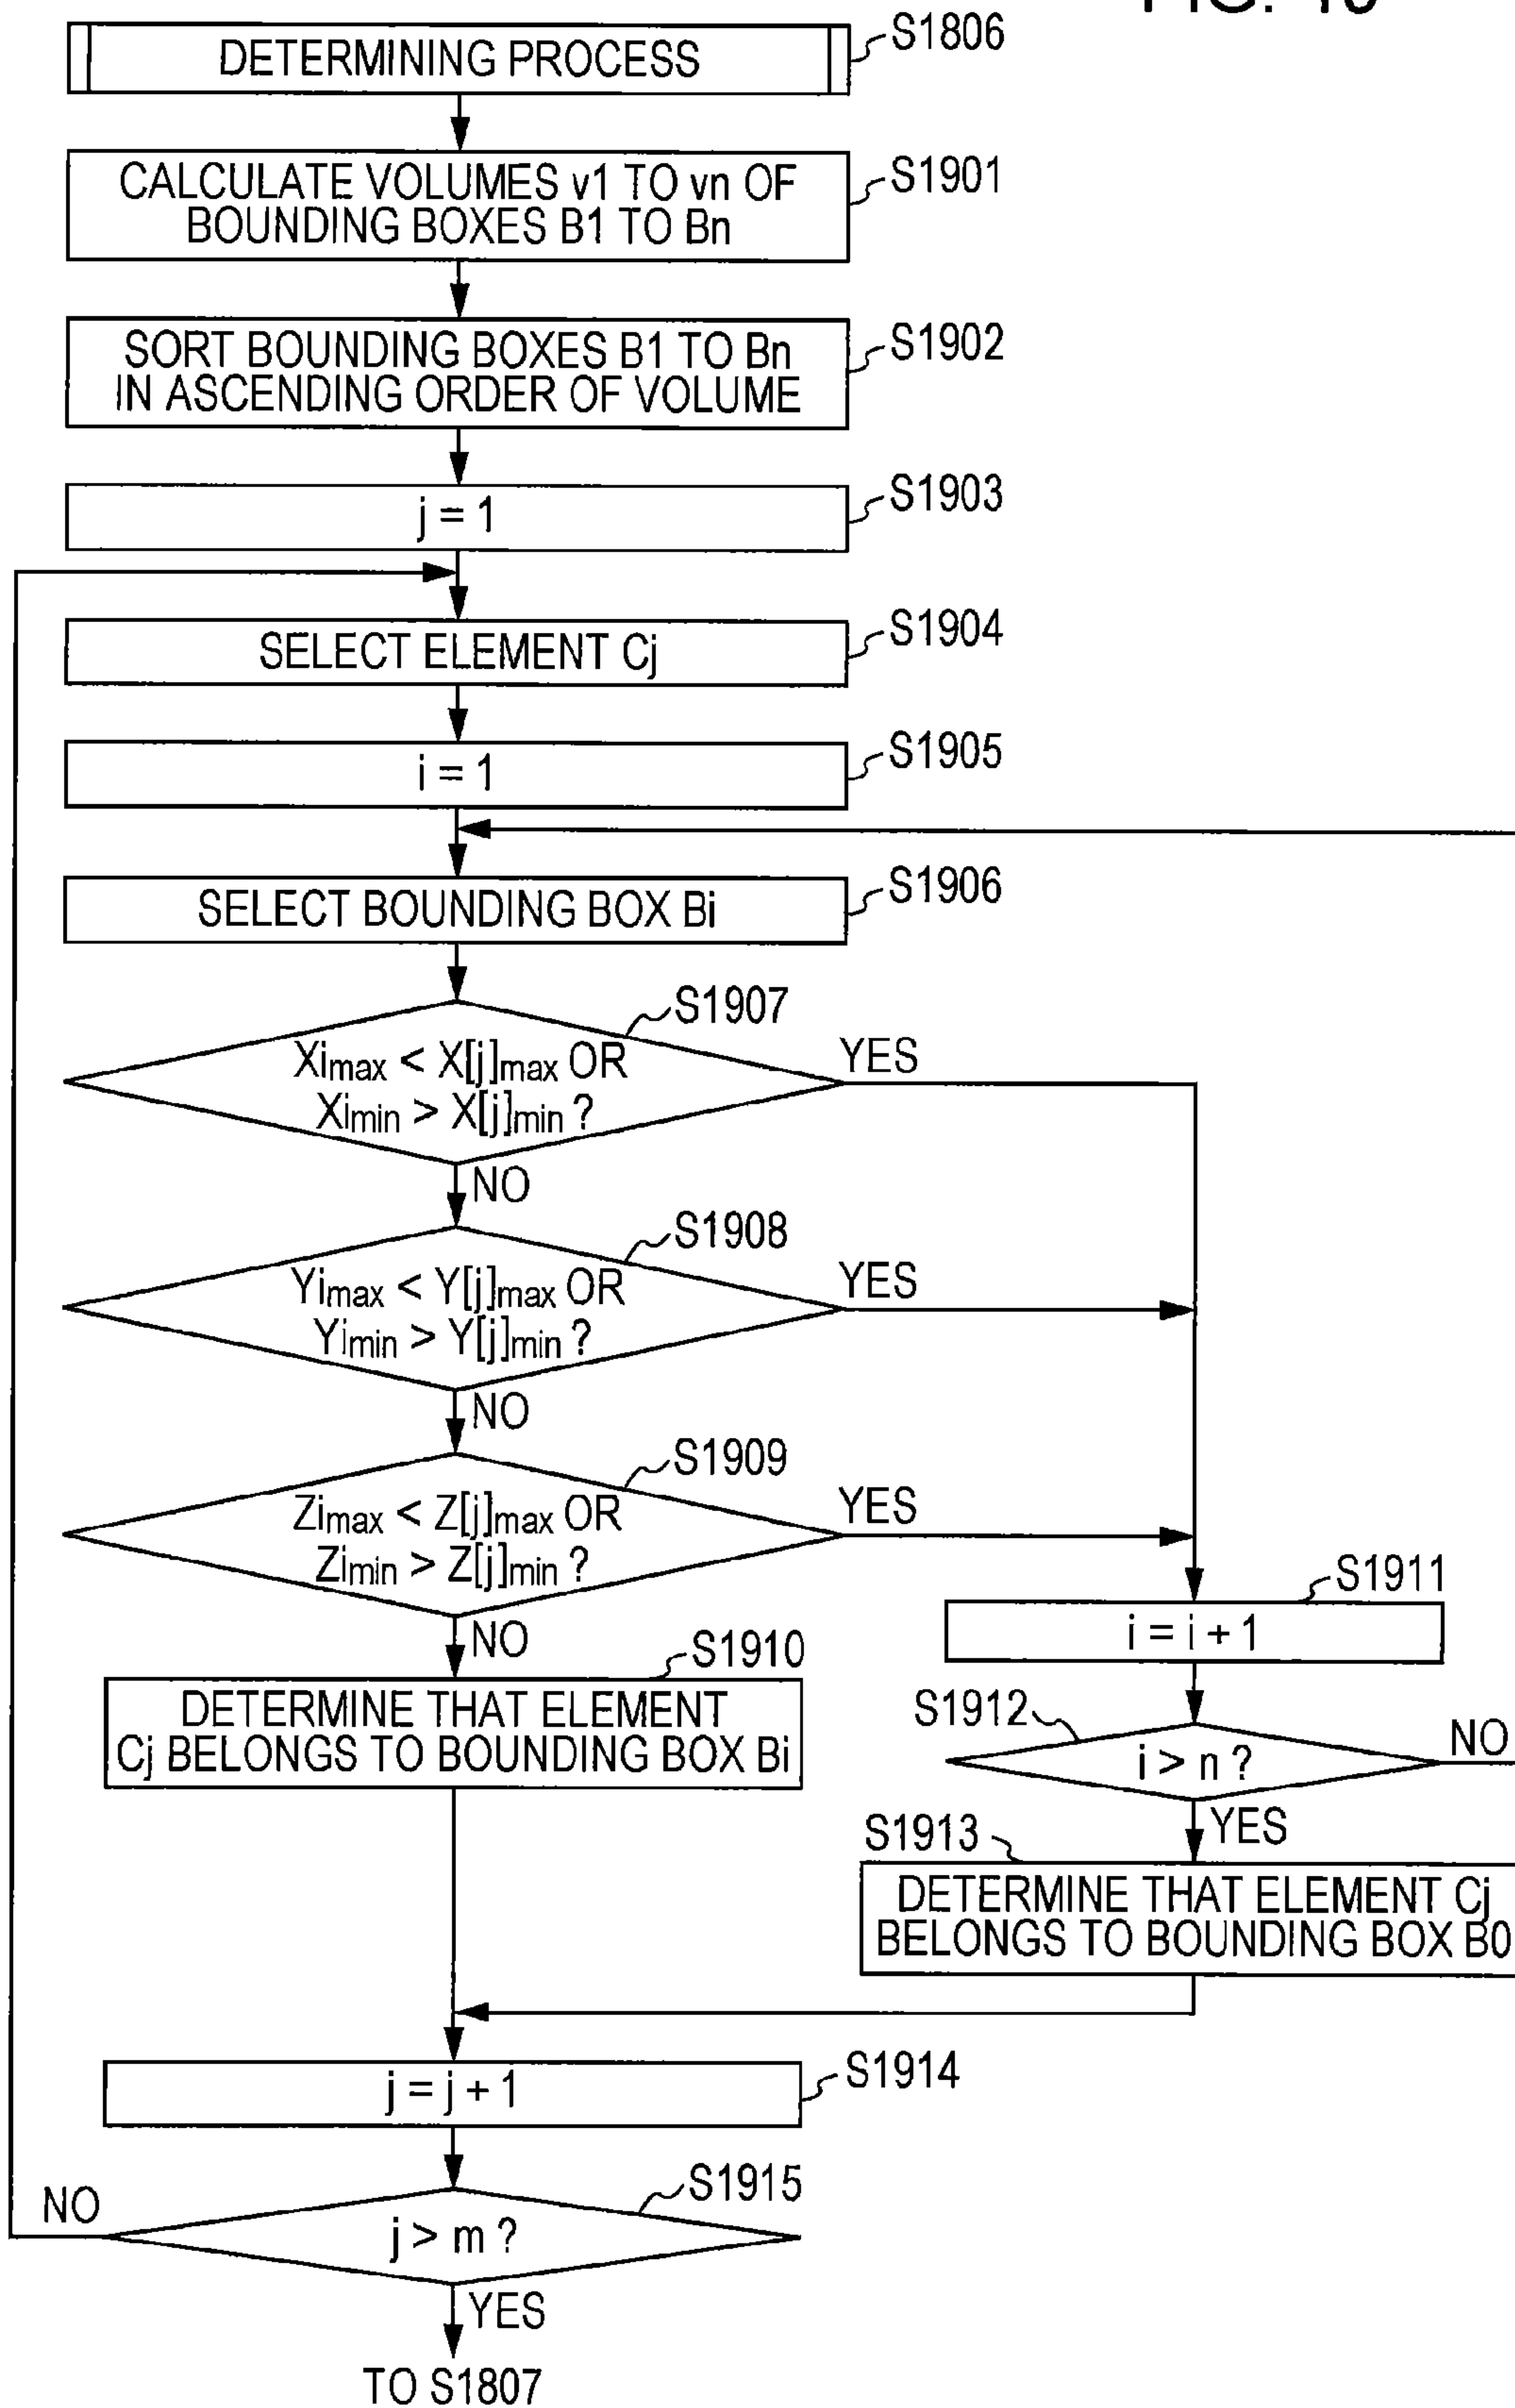 DETERMINING PROCESS
S1806
CALCULATE VOLUMES v1 TO vn OF
BOUNDING BOXES B1 TO Bn
S1901
SORT BOUNDING BOXES B1 TO Bn
IN ASCENDING ORDER OF VOLUME
S1902
j = 1
S1903
SELECT ELEMENT Cj
S1904
i = 1
S1905
SELECT BOUNDING BOX Bi
S1906
S1907
Ximax < X[j]max OR
Ximin > X[j]min ?
YES
NO
S1908
Yimax < Y[j]max OR
Yimin > Y[j]min ?
YES
NO
S1909
Zimax < Z[j]max OR
Zimin > Z[j]min ?
YES
NO
S1910
DETERMINE THAT ELEMENT
Cj BELONGS TO BOUNDING BOX Bi
S1911
i = i + 1
S1912
i > n ?
NO
YES
S1913
DETERMINE THAT ELEMENT Cj
BELONGS TO BOUNDING BOX B0
j = j + 1
S1914
S1915
j > m ?
NO
YES
TO S1807